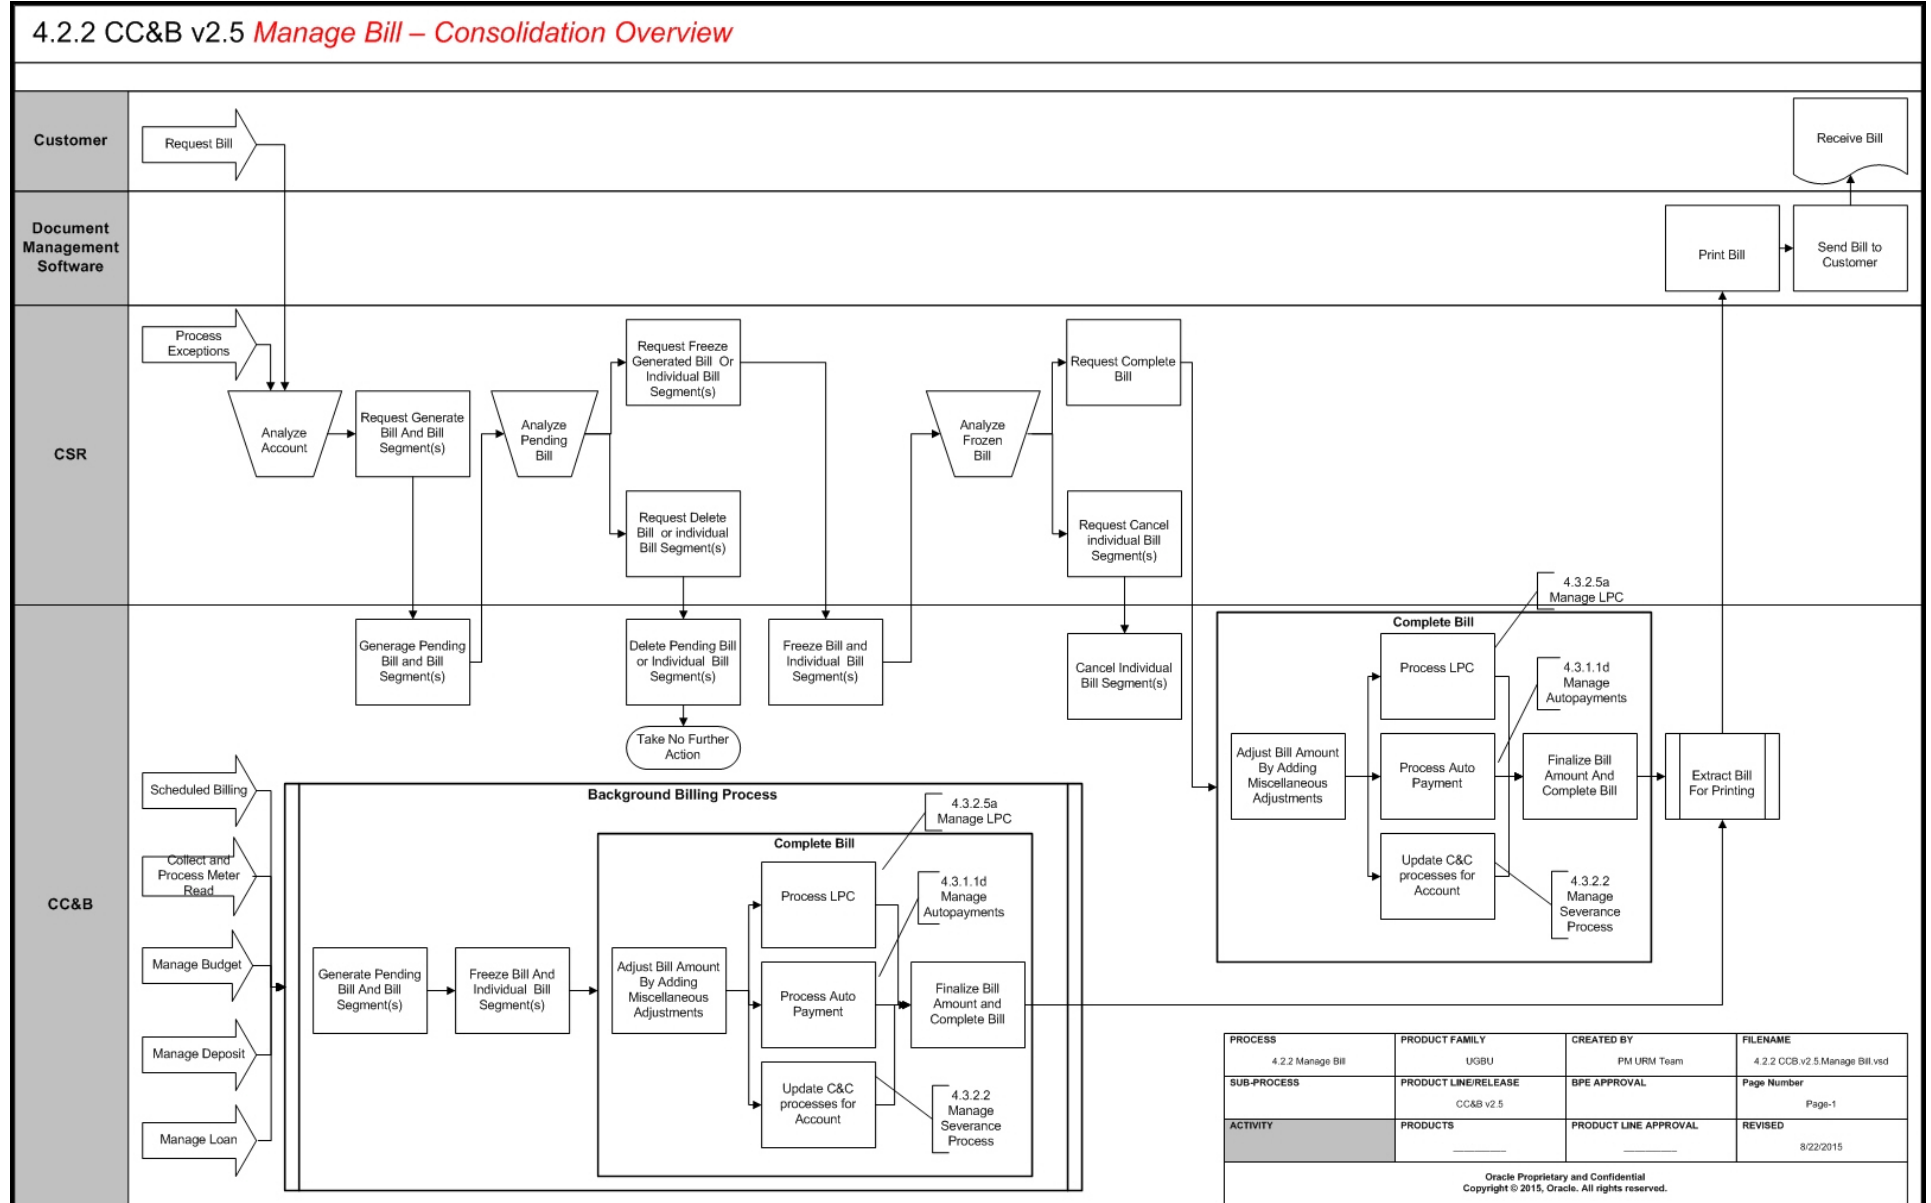 4.2.2 CC&B v2.5 Manage Bill – Consolidation Overview
Customer
Request Bill
Receive Bill
Document
Management
Software
Print Bill
Send Bill to
Customer
CSR
Process
Exceptions
Analyze
Account
Request Generate
Bill And Bill
Segment(s)
Analyze
Pending
Bill
Request Freeze
Generated Bill Or
Individual Bill
Segment(s)
Request Delete
Bill or individual
Bill Segment(s)
Analyze
Frozen
Bill
Request Complete
Bill
Request Cancel
individual Bill
Segment(s)
CC&B
Generage Pending
Bill and Bill
Segment(s)
Delete Pending Bill
or Individual Bill
Segment(s)
Take No Further
Action
Freeze Bill and
Individual Bill
Segment(s)
Cancel Individual
Bill Segment(s)
Complete Bill
4.3.2.5a
Manage LPC
Process LPC
4.3.1.1d
Manage
Autopayments
Adjust Bill Amount
By Adding
Miscellaneous
Adjustments
Process Auto
Payment
Finalize Bill
Amount And
Complete Bill
Extract Bill
For Printing
Update C&C
processes for
Account
4.3.2.2
Manage
Severance
Process
Scheduled Billing
Collect and
Process Meter
Read
Manage Budget
Manage Deposit
Manage Loan
Background Billing Process
Generate Pending
Bill And Bill
Segment(s)
Freeze Bill And
Individual Bill
Segment(s)
Complete Bill
4.3.2.5a
Manage LPC
Process LPC
4.3.1.1d
Manage
Autopayments
Adjust Bill Amount
By Adding
Miscellaneous
Adjustments
Process Auto
Payment
Finalize Bill
Amount and
Complete Bill
Update C&C
processes for
Account
4.3.2.2
Manage
Severance
Process
PROCESS
4.2.2 Manage Bill
PRODUCT FAMILY
UGBU
CREATED BY
PM URM Team
FILENAME
4.2.2 CCB.v2.5.Manage Bill.vsd
SUB-PROCESS
PRODUCT LINE/RELEASE
CC&B v2.5
BPE APPROVAL
Page Number
Page-1
ACTIVITY
PRODUCTS
PRODUCT LINE APPROVAL
REVISED
8/22/2015
Oracle Proprietary and Confidential
Copyright © 2015, Oracle. All rights reserved.